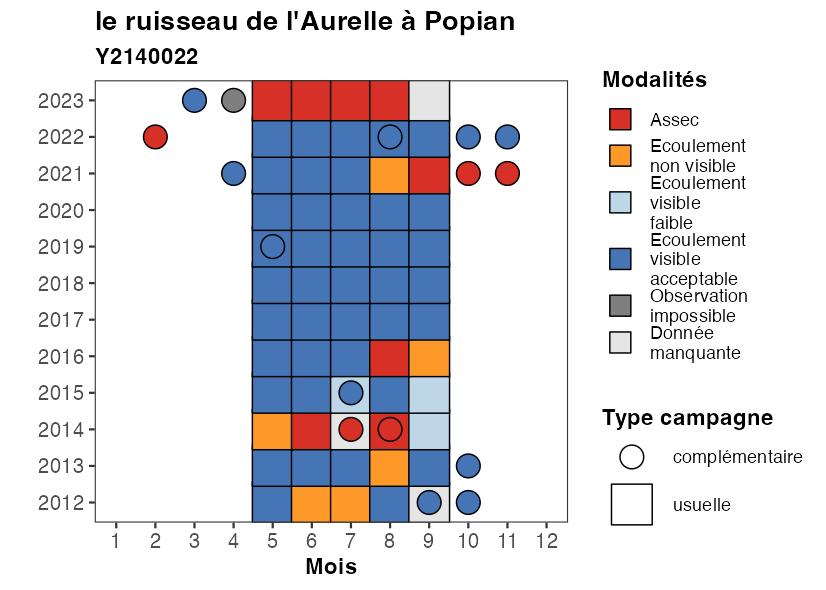 le ruisseau de l'Aurelle à Popian
Y2140022
2023
2022
2021
2020
2019
2018
2017
2016
2015
2014
2013
2012
1 2 3 4 5 6 7 8 9 10 11 12
Mois
Modalités
Assec
Ecoulement
non visible
Ecoulement
visible
faible
Ecoulement
visible
acceptable
Observation
impossible
Donnée
manquante
Type campagne
complémentaire
usuelle